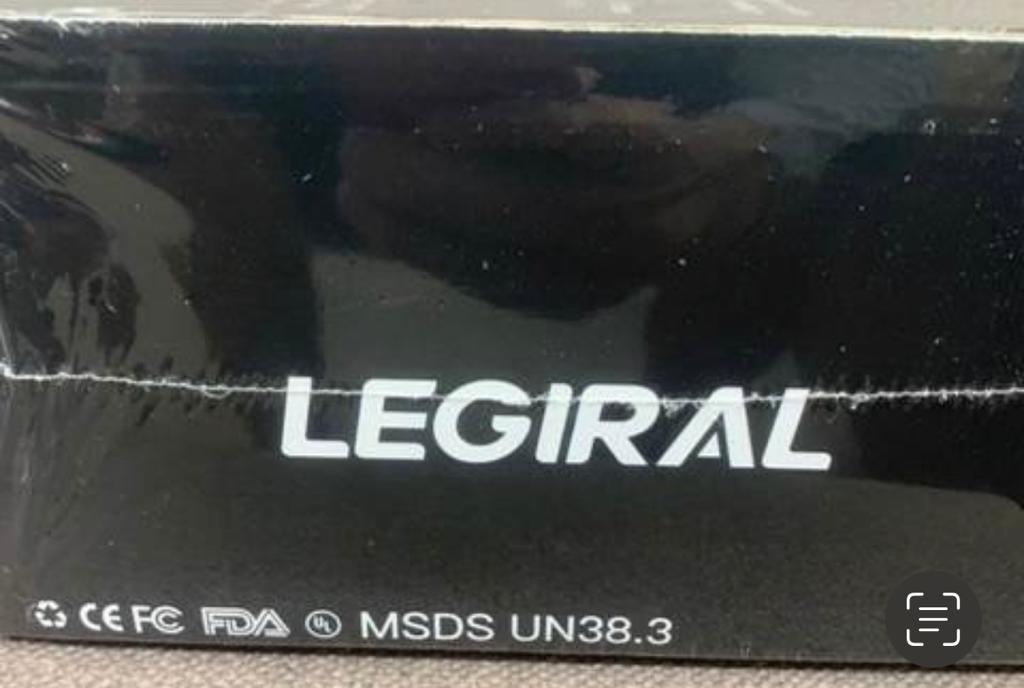 LEGIRAL
CE FC FDA UL MSDS UN38.3